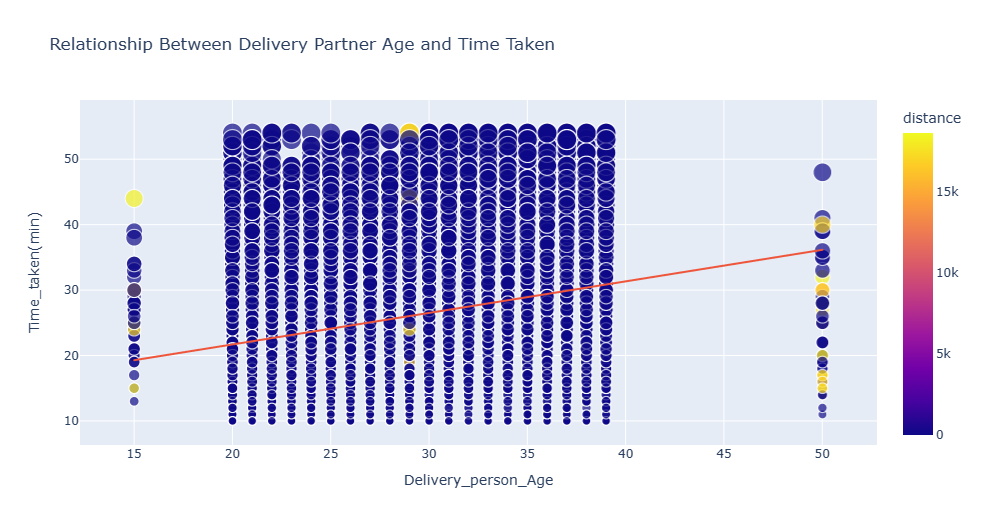 Relationship Between Delivery Partner Age and Time Taken
distance
50
40
30
20
10
Time_taken(min)
15
20
25
30
35
40
45
50
Delivery_person_Age
15k
10k
5k
0